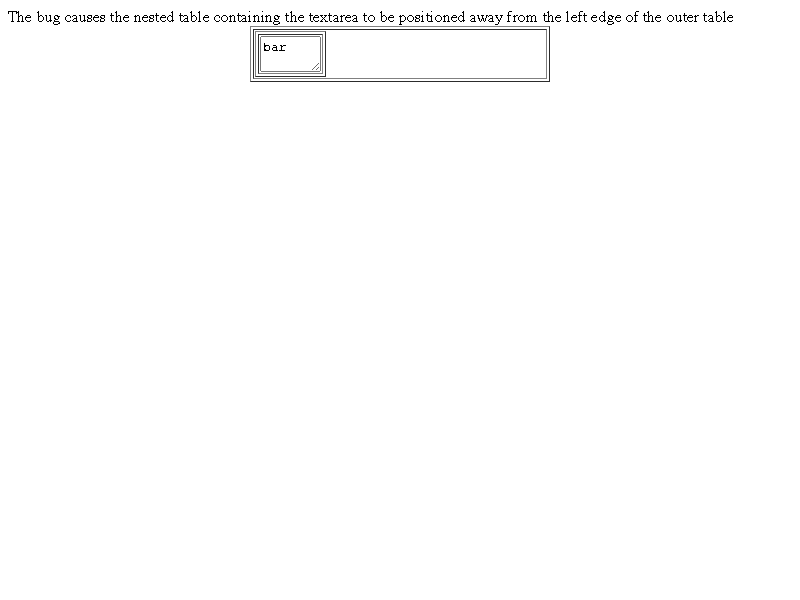 The bug causes the nested table containing the textarea to be positioned away from the left edge of the outer table
bar